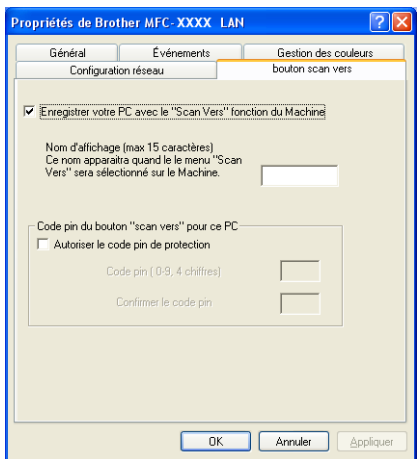 Propriétés de Brother MFC-XXXX LAN
Général Événements Gestion des couleurs
Configuration réseau bouton scan vers
Enregistrer votre PC avec le "Scan Vers" fonction du Machine
Nom d'affichage (max 15 caractères)
Ce nom apparaitra quand le le menu "Scan
Vers" sera sélectionné sur le Machine.
Code pin du bouton "scan vers" pour ce PC
Autoriser le code pin de protection
Code pin ( 0-9, 4 chiffres)
Confirmer le code pin
OK Annuler Appliquer